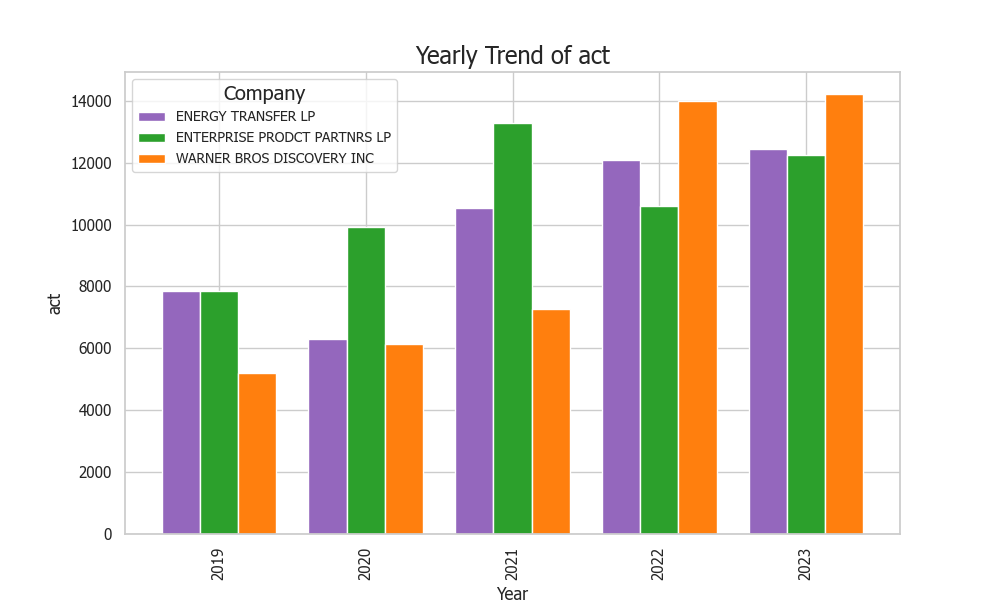 Yearly Trend of act
Company
ENERGY TRANSFER LP
ENTERPRISE PRODCT PARTNRS LP
WARNER BROS DISCOVERY INC
14000
12000
10000
8000
6000
4000
2000
0
act
2019
2020
2021
2022
2023
Year